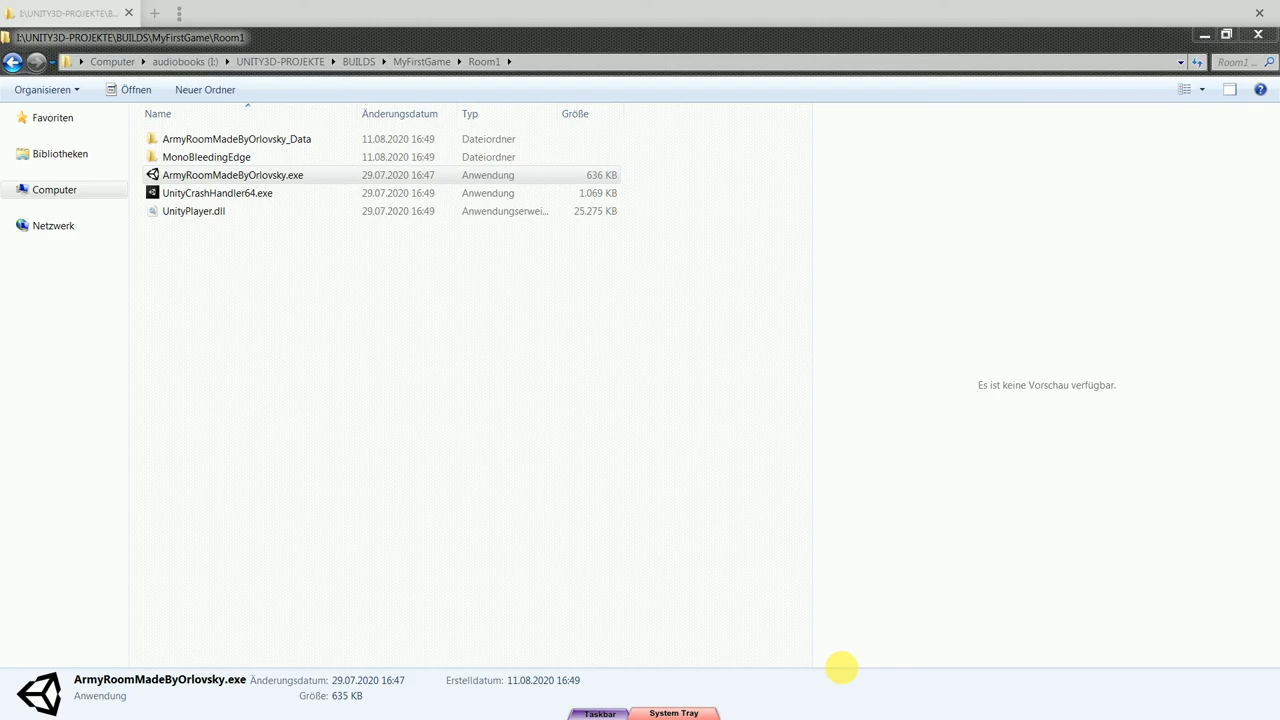 I:\UNITY3D-PROJEKTE\B...
I:\UNITY3D-PROJEKTE\BUILDS\MyFirstGame\Room1
Computer audiobooks (I:) UNITY3D-PROJEKTE BUILDS MyFirstGame Room1 Room1 ...
Organisieren Öffnen Neuer Ordner
Favoriten
Bibliotheken
Computer
Netzwerk
Name Änderungsdatum Typ Größe
ArmyRoomMadeByOrlovsky_Data 11.08.2020 16:49 Dateiordner
MonoBleedingEdge 11.08.2020 16:49 Dateiordner
ArmyRoomMadeByOrlovsky.exe 29.07.2020 16:47 Anwendung 636 KB
UnityCrashHandler64.exe 29.07.2020 16:49 Anwendung 1.069 KB
UnityPlayer.dll 29.07.2020 16:49 Anwendungserwei... 25.275 KB
Es ist keine Vorschau verfügbar.
ArmyRoomMadeByOrlovsky.exe Änderungsdatum: 29.07.2020 16:47 Erstelldatum: 11.08.2020 16:49
Anwendung Größe: 635 KB
Taskbar System Tray